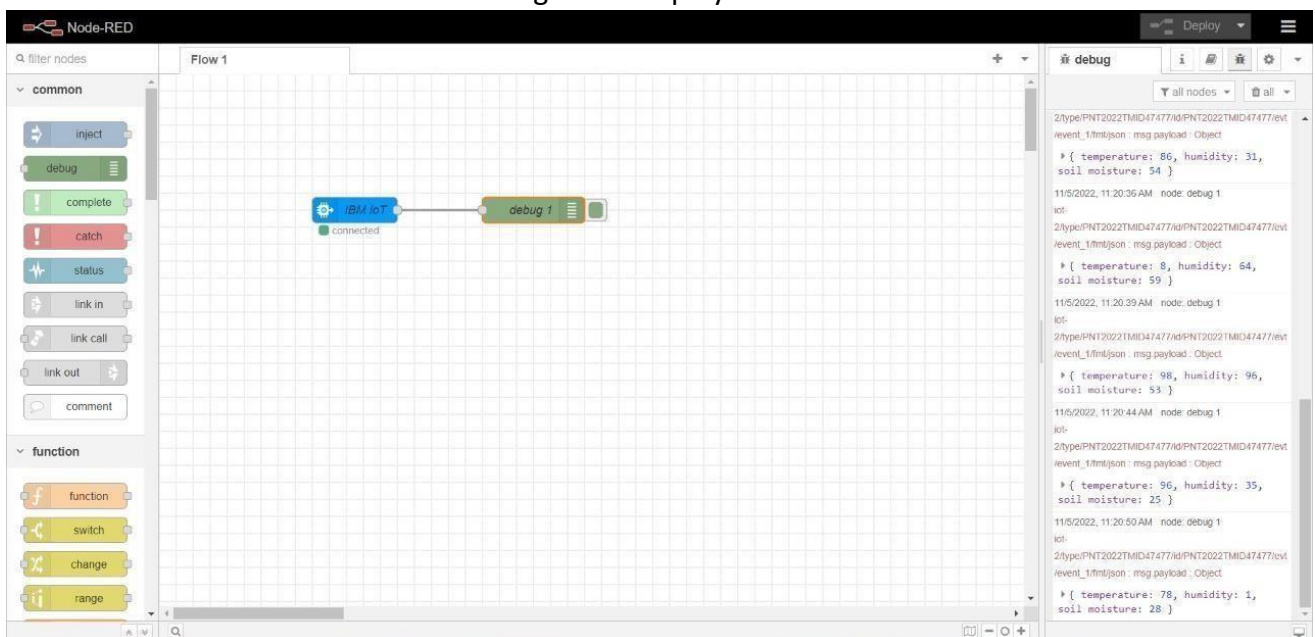 Node-RED
Deploy
filter nodes
Flow 1
debug
i
common
all nodes
all
inject
debug
complete
catch
status
link in
link call
link out
comment
function
function
switch
change
range
IBM IoT
connected
debug 1
2/type/PNT2022TMID47477/id/PNT2022TMID47477/evt
/event_1/fmt/json : msg.payload : Object
{ temperature: 86, humidity: 31,
soil moisture: 54 }
11/5/2022, 11:20:36 AM node: debug 1
iot-
2/type/PNT2022TMID47477/id/PNT2022TMID47477/evt
/event_1/fmt/json : msg.payload : Object
{ temperature: 8, humidity: 64,
soil moisture: 59 }
11/5/2022, 11:20:39 AM node: debug 1
iot-
2/type/PNT2022TMID47477/id/PNT2022TMID47477/evt
/event_1/fmt/json : msg.payload : Object
{ temperature: 98, humidity: 96,
soil moisture: 53 }
11/5/2022, 11:20:44 AM node: debug 1
iot-
2/type/PNT2022TMID47477/id/PNT2022TMID47477/evt
/event_1/fmt/json : msg.payload : Object
{ temperature: 96, humidity: 35,
soil moisture: 25 }
11/5/2022, 11:20:50 AM node: debug 1
iot-
2/type/PNT2022TMID47477/id/PNT2022TMID47477/evt
/event_1/fmt/json : msg.payload : Object
{ temperature: 78, humidity: 1,
soil moisture: 28 }